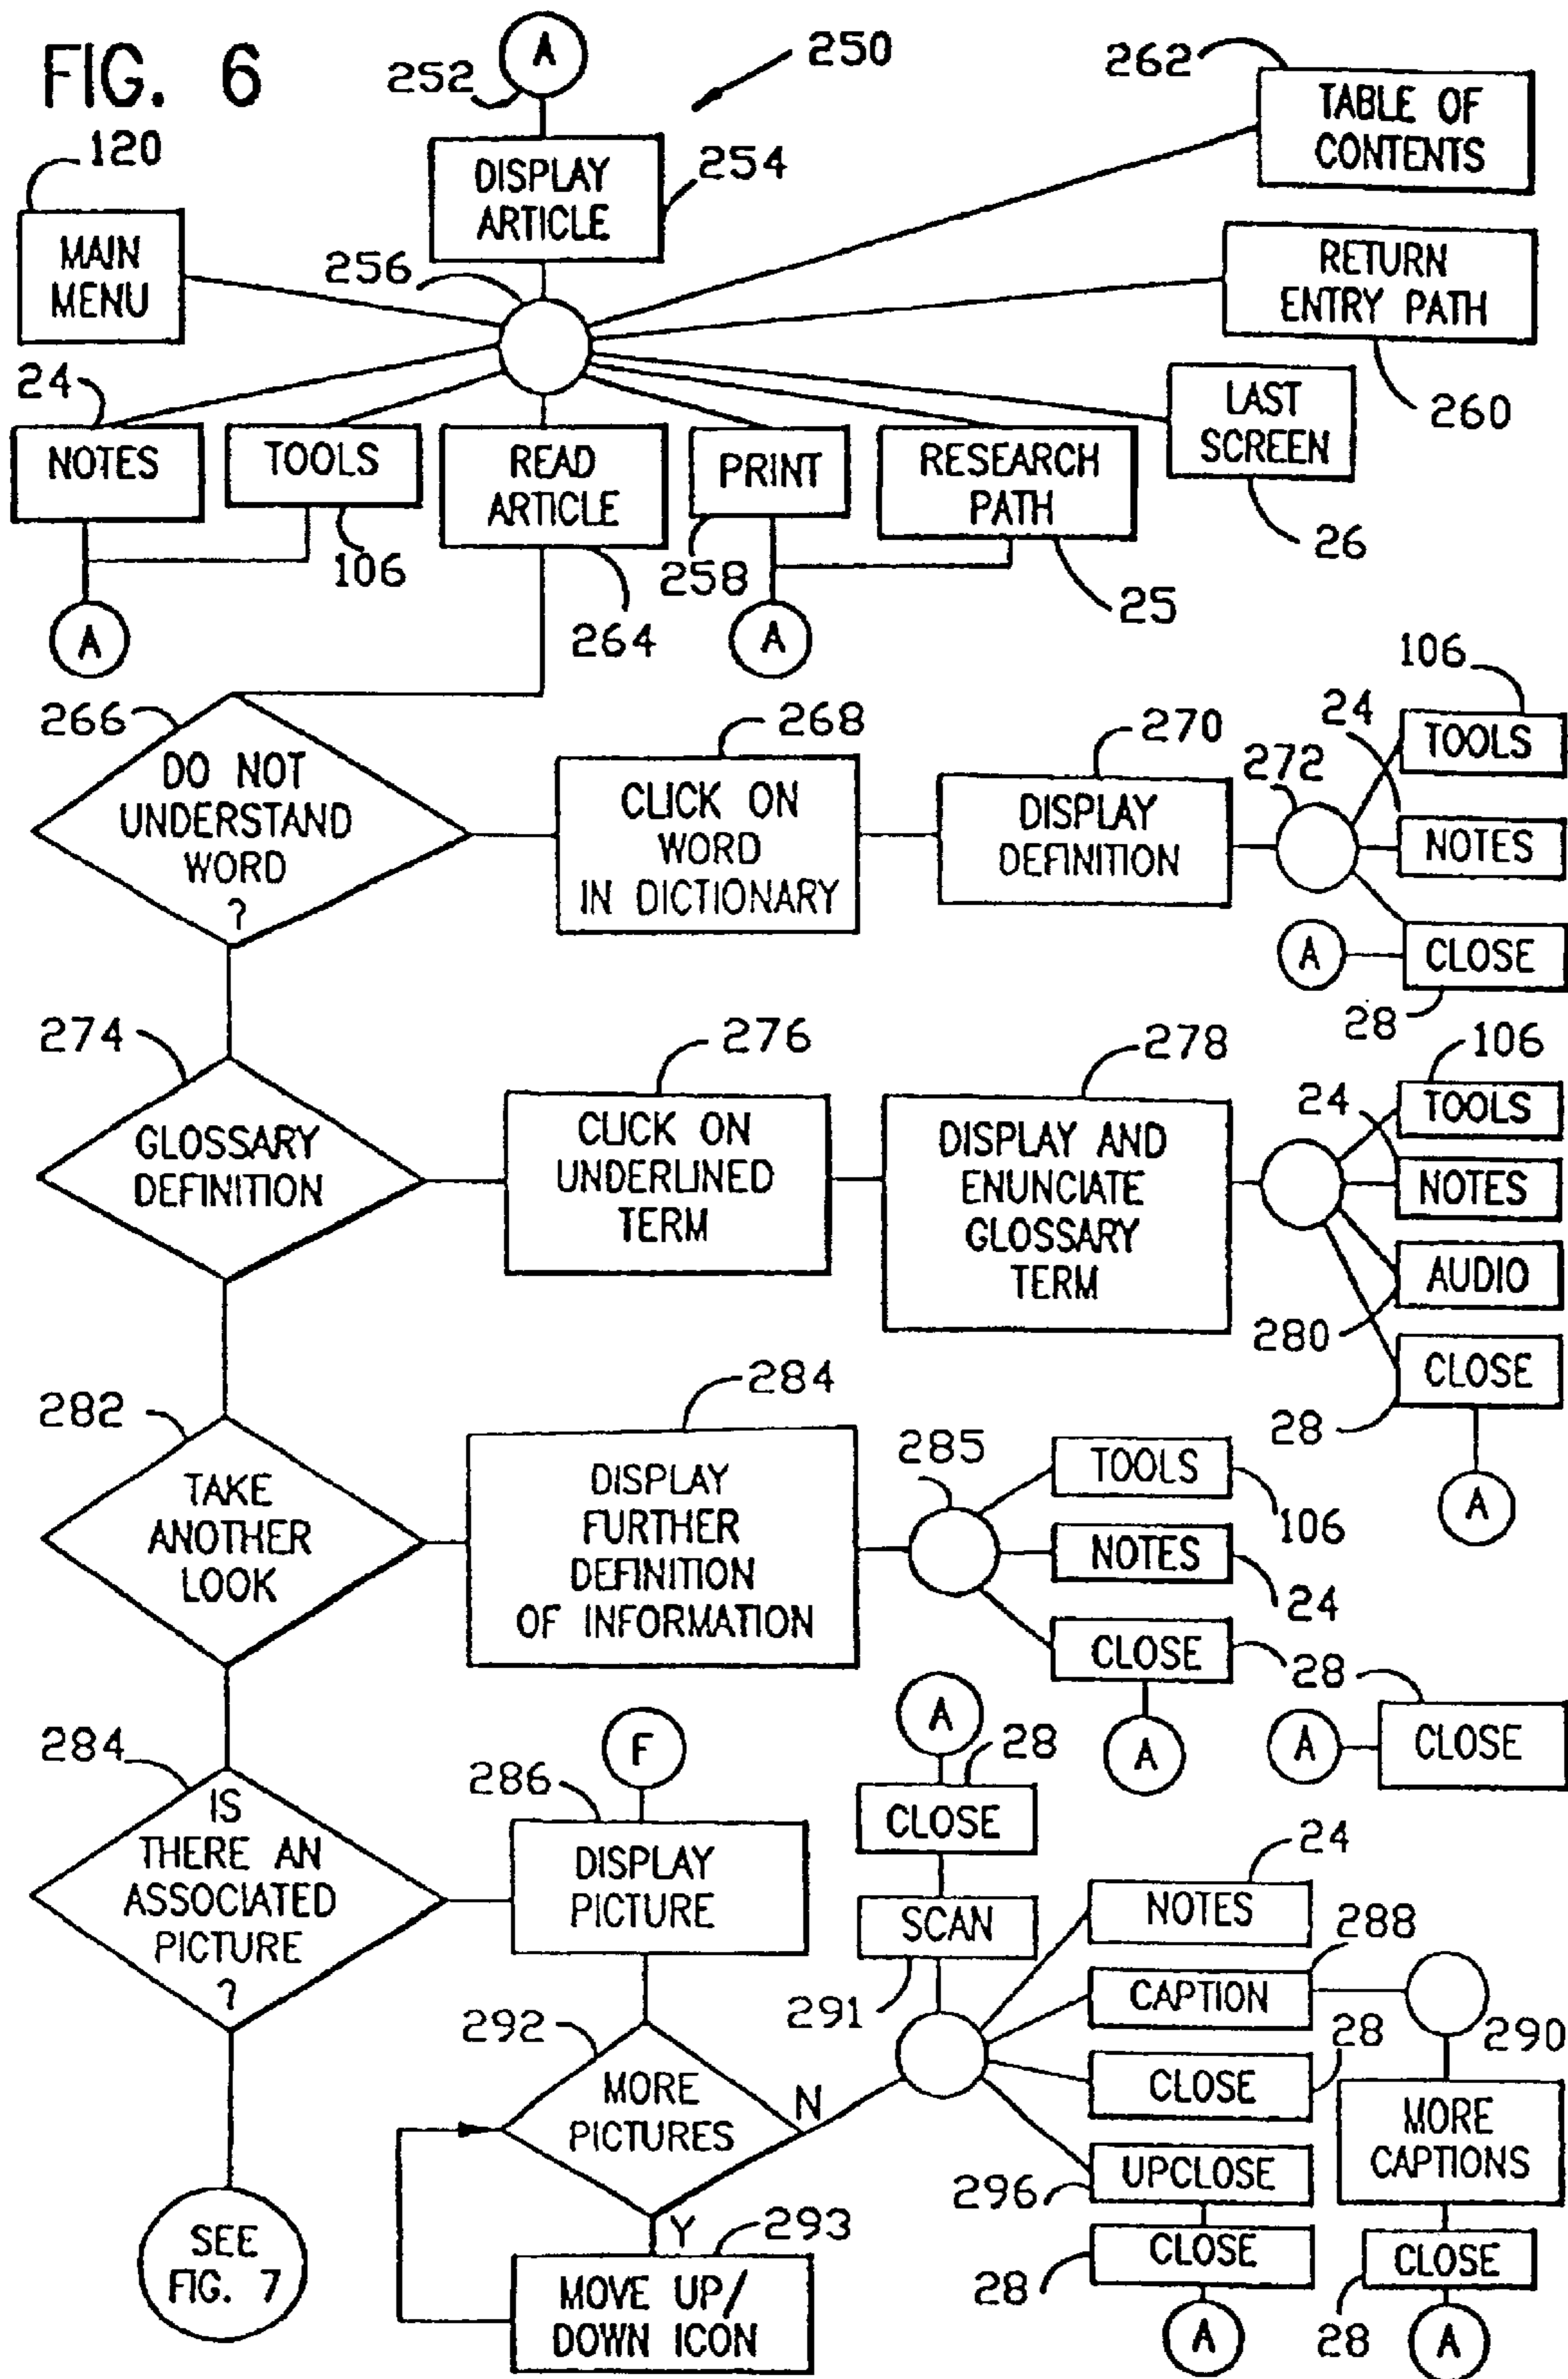 FIG. 6
A
252
250
262
TABLE OF
CONTENTS
120
DISPLAY
ARTICLE
254
MAIN
MENU
256
RETURN
ENTRY PATH
260
24
NOTES
TOOLS
106
READ
ARTICLE
264
PRINT
258
RESEARCH
PATH
25
LAST
SCREEN
26
A
A
266
DO NOT
UNDERSTAND
WORD
?
268
CLICK ON
WORD
IN DICTIONARY
270
DISPLAY
DEFINITION
272
106
TOOLS
24
NOTES
A
CLOSE
28
274
GLOSSARY
DEFINITION
276
CLICK ON
UNDERLINED
TERM
278
DISPLAY AND
ENUNCIATE
GLOSSARY
TERM
106
TOOLS
24
NOTES
AUDIO
280
CLOSE
28
A
282
TAKE
ANOTHER
LOOK
284
DISPLAY
FURTHER
DEFINITION
OF INFORMATION
285
TOOLS
106
NOTES
24
CLOSE
28
A
A
CLOSE
284
IS
THERE AN
ASSOCIATED
PICTURE
?
F
286
DISPLAY
PICTURE
A
28
CLOSE
SCAN
291
24
NOTES
288
CAPTION
290
28
CLOSE
MORE
CAPTIONS
292
MORE
PICTURES
N
Y
296
UPCLOSE
CLOSE
28
A
CLOSE
28
A
293
MOVE UP/
DOWN ICON
SEE
FIG. 7